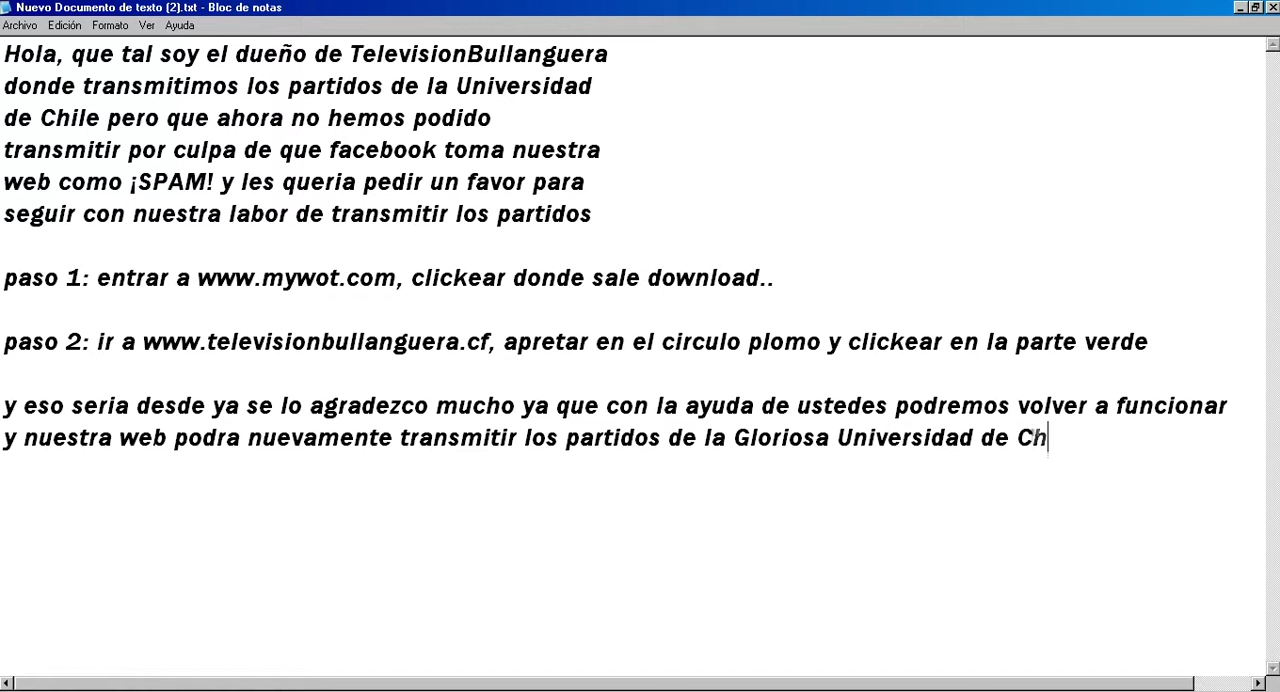 Nuevo Documento de texto (2).txt - Bloc de notas
Archivo Edición Formato Ver Ayuda
Hola, que tal soy el dueño de TelevisionBullanguera
donde transmitimos los partidos de la Universidad
de Chile pero que ahora no hemos podido
transmitir por culpa de que facebook toma nuestra
web como ¡SPAM! y les queria pedir un favor para
seguir con nuestra labor de transmitir los partidos
paso 1: entrar a www.mywot.com, clickear donde sale download..
paso 2: ir a www.televisionbullanguera.cf, apretar en el circulo plomo y clickear en la parte verde
y eso seria desde ya se lo agradezco mucho ya que con la ayuda de ustedes podremos volver a funcionar
y nuestra web podra nuevamente transmitir los partidos de la Gloriosa Universidad de Ch